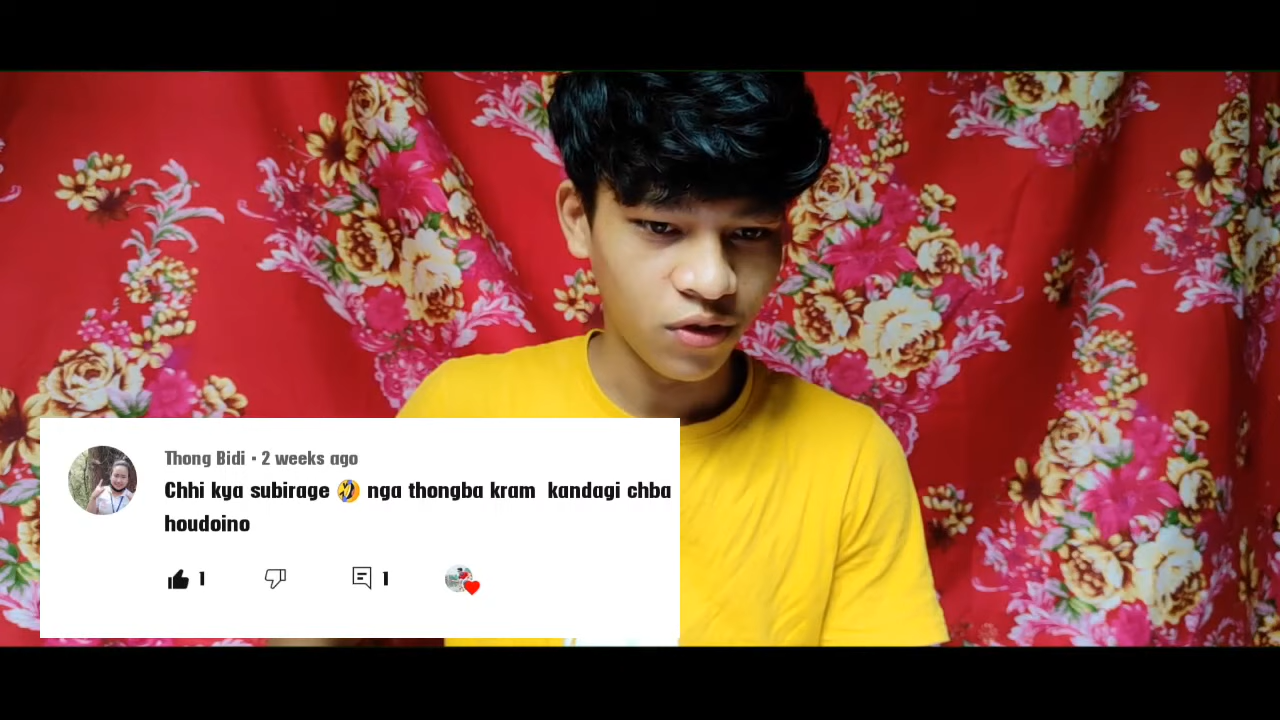 Thong Bidi • 2 weeks ago
Chhi kya subirage 🤣 nga thongba kram kandagi chba
houdoino
1 1